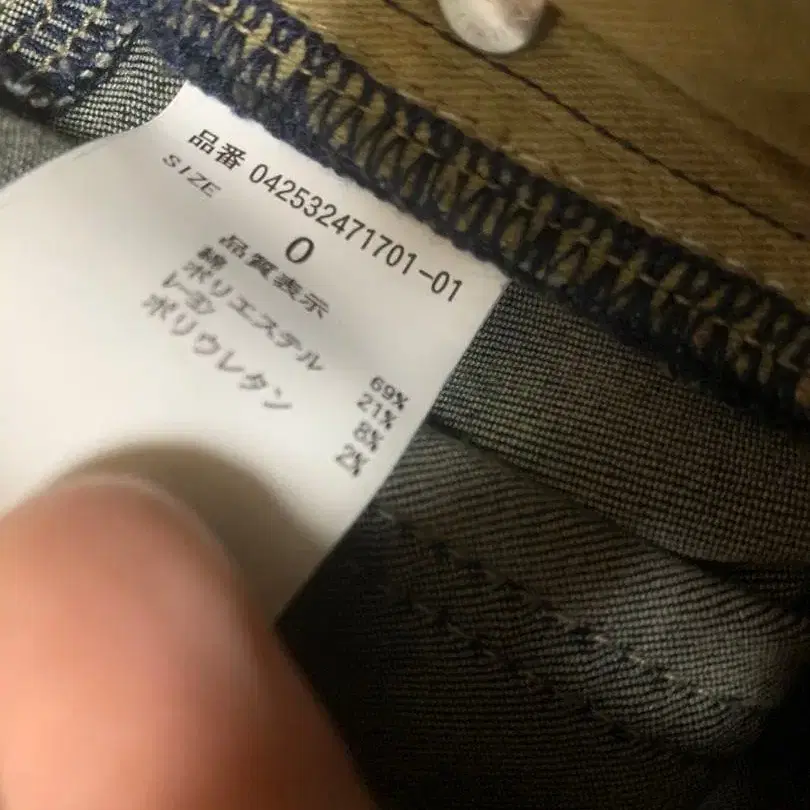 品番 042532471701-01
SIZE
0
品質表示
綿 69%
ポリエステル 21%
レーヨン 8%
ポリウレタン 2%